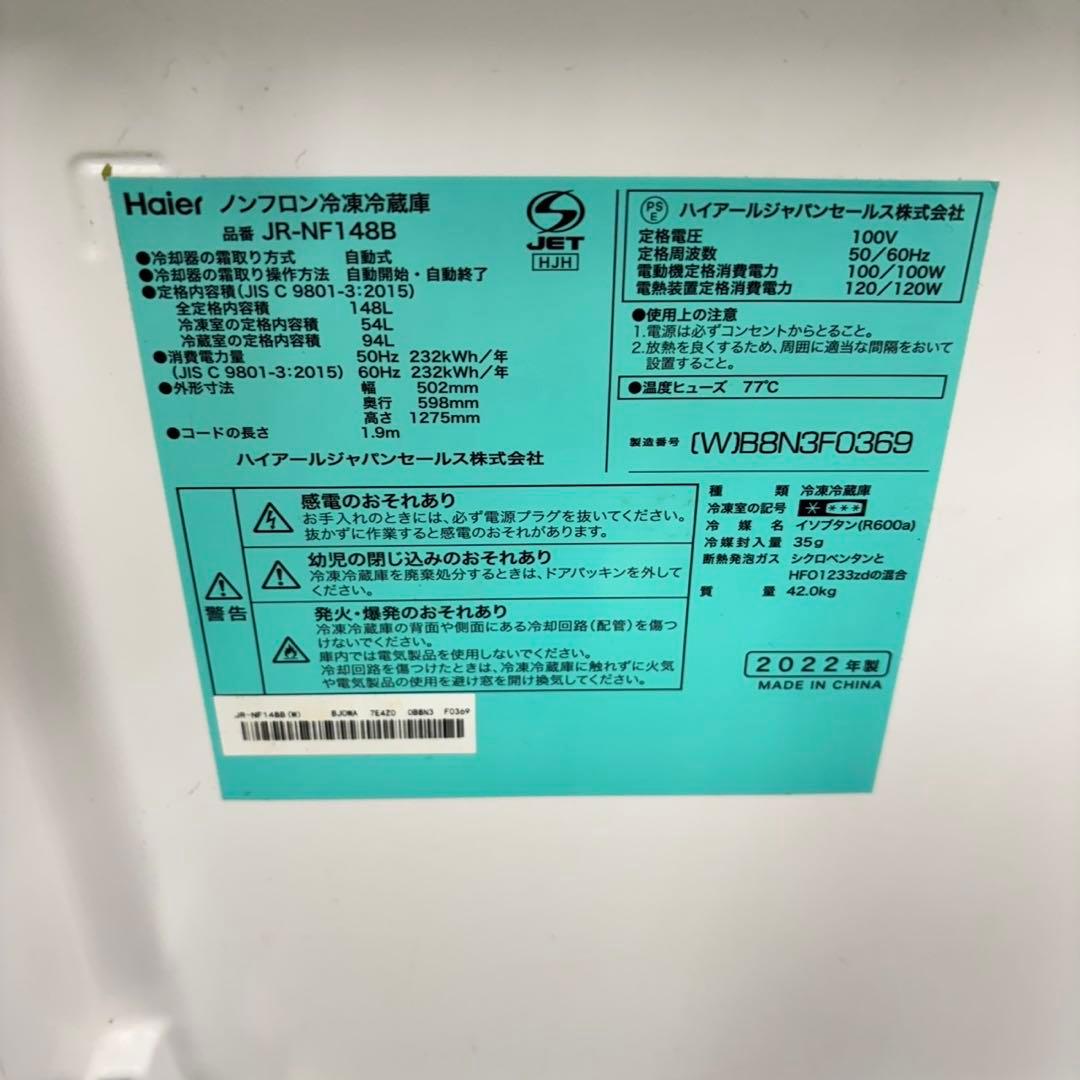 Haier ノンフロン冷凍冷蔵庫
品番 JR-NF148B
●冷却器の霜取り方式 自動式
●冷却器の霜取り操作方法 自動開始・自動終了
●定格内容積(JIS C 9801-3:2015)
全定格内容積 148L
冷凍室の定格内容積 54L
冷蔵室の定格内容積 94L
●消費電力量 50Hz 232kWh/年
(JIS C 9801-3:2015) 60Hz 232kWh/年
●外形寸法 幅 502mm
奥行 598mm
高さ 1275mm
●コードの長さ 1.9m
ハイアールジャパンセールス株式会社
JET
HJH
PS
E
ハイアールジャパンセールス株式会社
定格電圧 100V
定格周波数 50/60Hz
電動機定格消費電力 100/100W
電熱装置定格消費電力 120/120W
●使用上の注意
1.電源は必ずコンセントからとること。
2.放熱を良くするため、周囲に適当な間隔をおいて
設置すること。
●温度ヒューズ 77℃
製造番号 (W)B8N3F0369
警告
感電のおそれあり
お手入れのときには、必ず電源プラグを抜いてください。
抜かずに作業すると感電のおそれがあります。
幼児の閉じ込みのおそれあり
冷凍冷蔵庫を廃棄処分するときは、ドアパッキンを外して
ください。
発火・爆発のおそれあり
冷凍冷蔵庫の背面や側面にある冷却回路(配管)を傷つ
けないでください。
庫内では電気製品を使用しないでください。
冷却回路を傷つけたときは、冷凍冷蔵庫に触れずに火気
や電気製品の使用を避け窓を開け換気してください。
種類 冷凍冷蔵庫
冷凍室の記号 * ***
冷媒名 イソブタン(R600a)
冷媒封入量 35g
断熱発泡ガス シクロペンタンと
HFO1233zdの混合
質量 42.0kg
2022年製
MADE IN CHINA
JR-NF148B(W) BJ0WA 7E4Z0 0B8N3 F0369